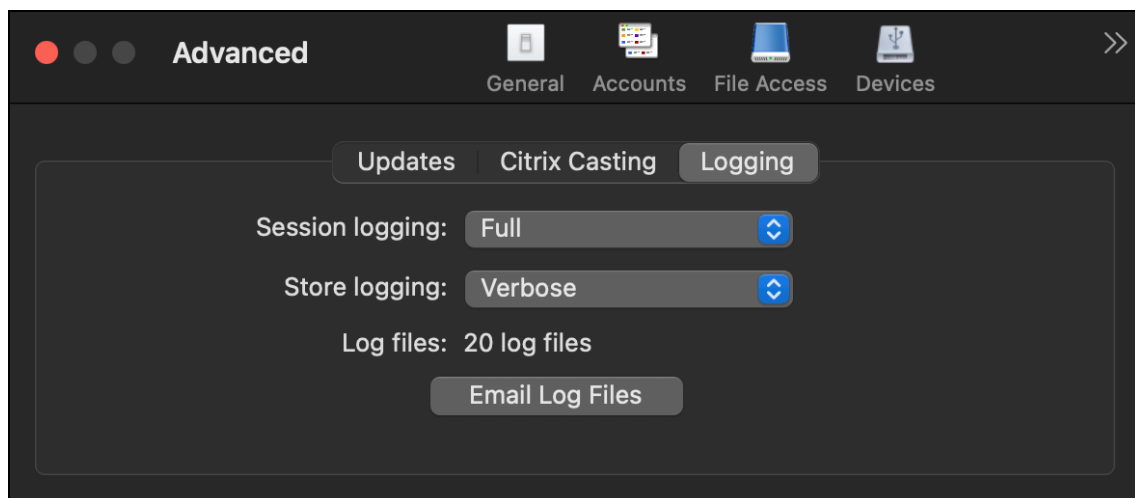 Advanced
General Accounts File Access Devices
Updates Citrix Casting Logging
Session logging: Full
Store logging: Verbose
Log files: 20 log files
Email Log Files